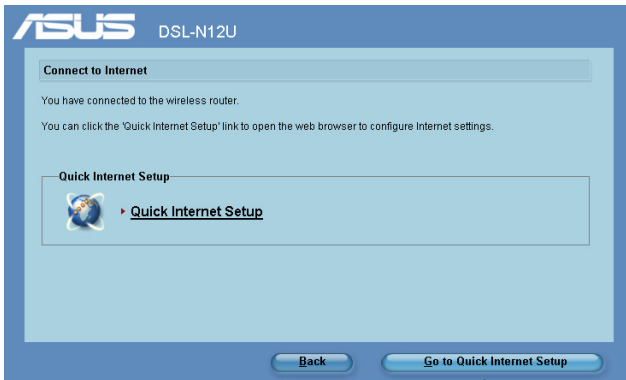 ASUS DSL-N12U
Connect to Internet
You have connected to the wireless router.
You can click the 'Quick Internet Setup' link to open the web browser to configure Internet settings.
Quick Internet Setup
Quick Internet Setup
Back
Go to Quick Internet Setup